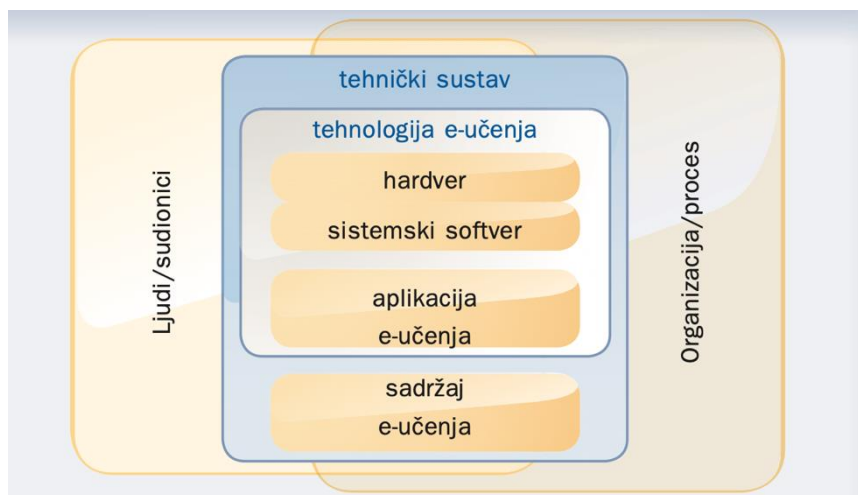 tehnički sustav
tehnologija e-učenja
hardver
sistemski softver
aplikacija
e-učenja
sadržaj
e-učenja
Ljudi/sudionici
Organizacija/proces